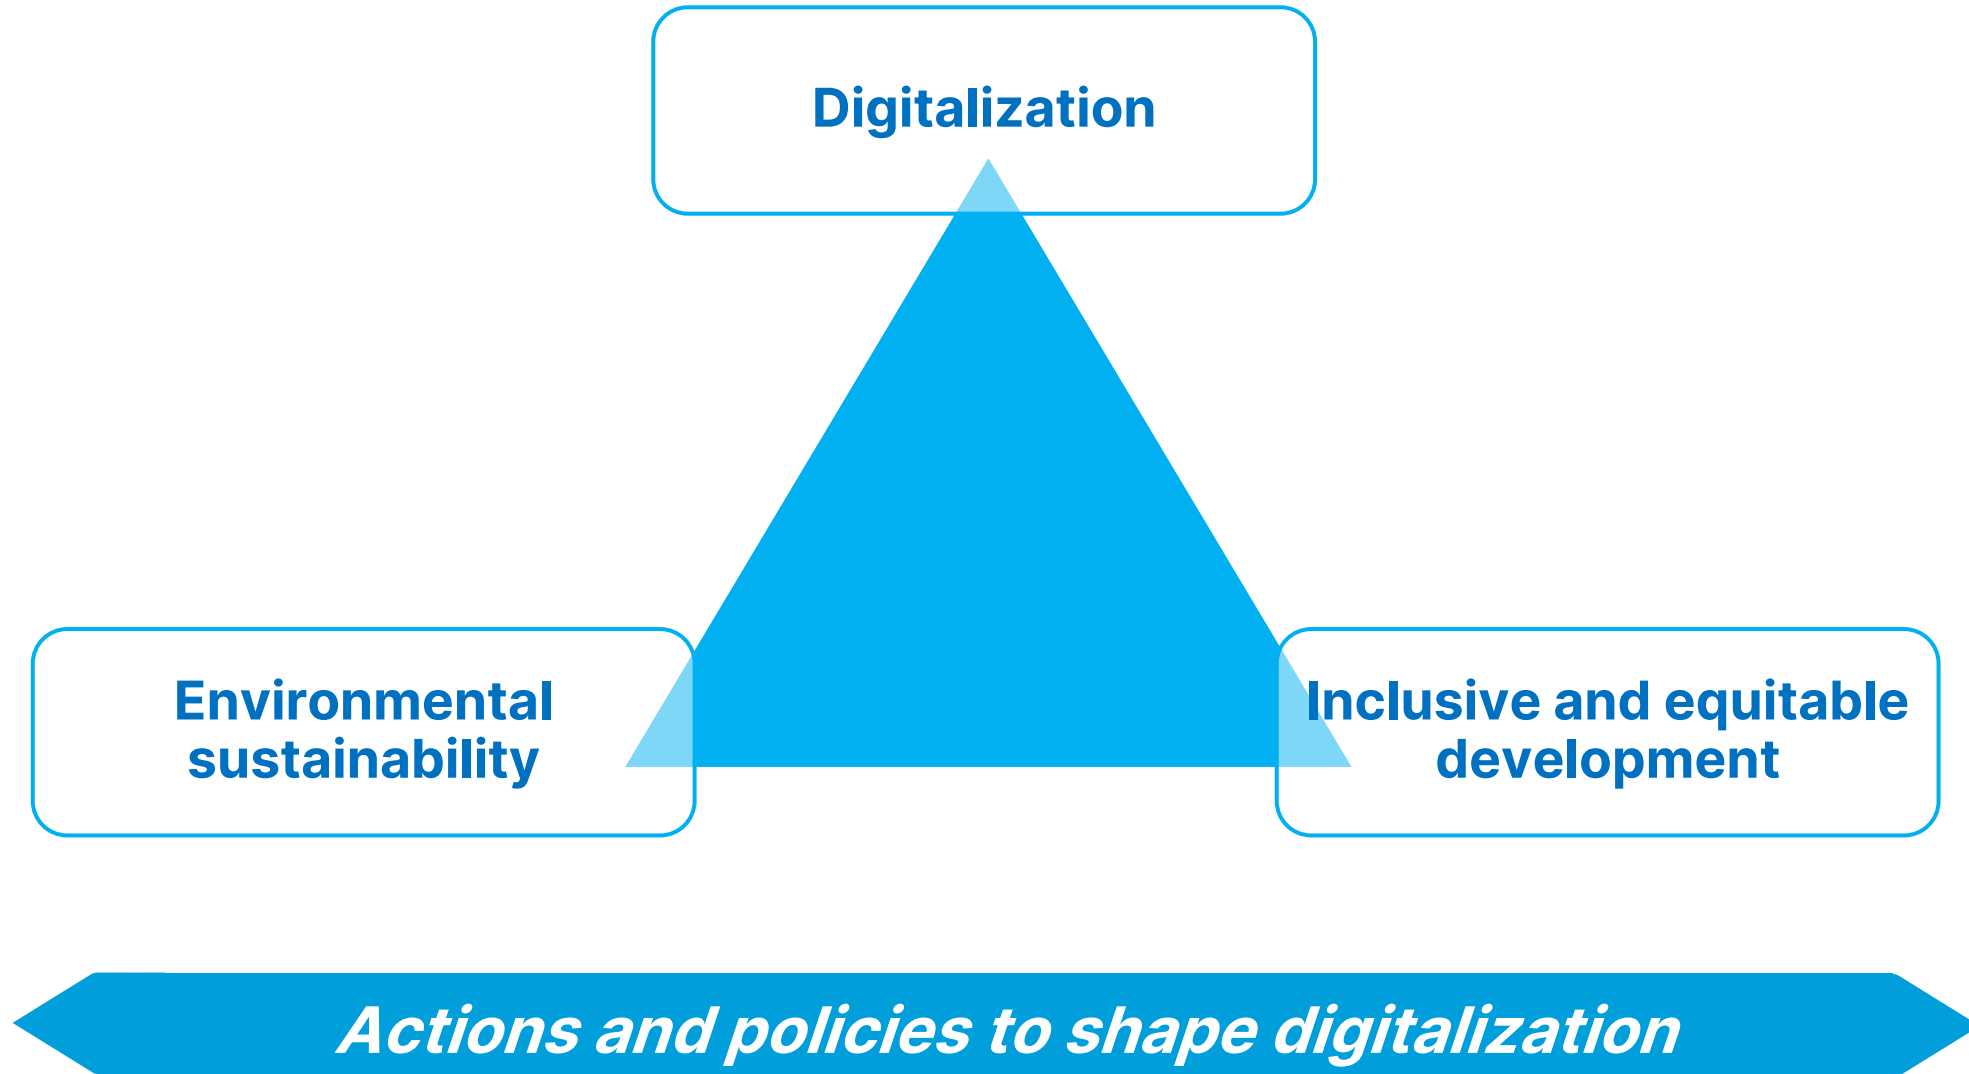 Digitalization
Environmental
sustainability
Inclusive and equitable
development
Actions and policies to shape digitalization